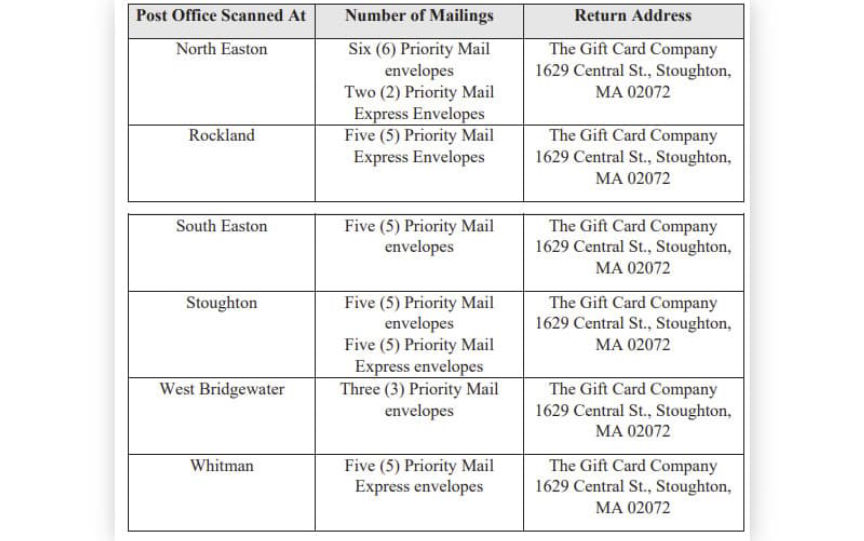 Post Office Scanned At Number of Mailings Return Address
North Easton Six (6) Priority Mail The Gift Card Company
envelopes 1629 Central St., Stoughton,
Two (2) Priority Mail MA 02072
Express Envelopes
Rockland Five (5) Priority Mail The Gift Card Company
Express Envelopes 1629 Central St., Stoughton,
MA 02072
South Easton Five (5) Priority Mail The Gift Card Company
envelopes 1629 Central St., Stoughton,
MA 02072
Stoughton Five (5) Priority Mail The Gift Card Company
envelopes 1629 Central St., Stoughton,
Five (5) Priority Mail MA 02072
Express envelopes
West Bridgewater Three (3) Priority Mail The Gift Card Company
envelopes 1629 Central St., Stoughton,
MA 02072
Whitman Five (5) Priority Mail The Gift Card Company
Express envelopes 1629 Central St., Stoughton,
MA 02072